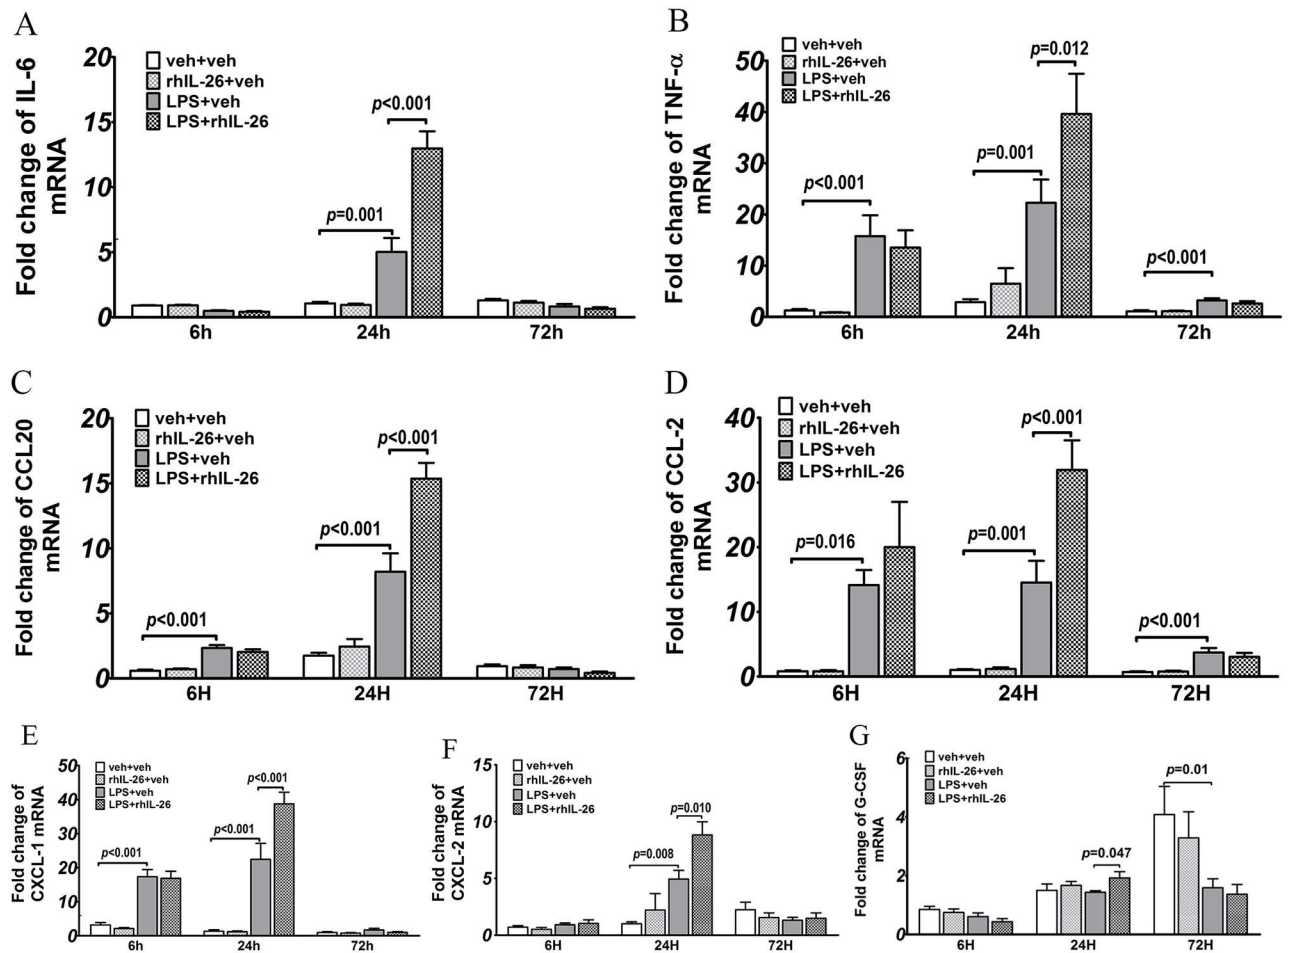 A
Fold change of IL-6
mRNA
20
15
10
5
0
veh+veh
rhIL-26+veh
LPS+veh
LPS+rhIL-26
p=0.001
p<0.001
6h
24h
72h
B
Fold change of TNF-α
mRNA
50
40
30
20
10
0
veh+veh
rhIL-26+veh
LPS+veh
LPS+rhIL-26
p<0.001
p=0.001
p=0.012
p<0.001
6h
24h
72h
C
Fold change of CCL20
mRNA
20
15
10
5
0
veh+veh
rhIL-26+veh
LPS+veh
LPS+rhIL-26
p<0.001
p<0.001
p<0.001
6H
24H
72H
D
Fold change of CCL-2
mRNA
40
30
20
10
0
veh+veh
rhIL-26+veh
LPS+veh
LPS+rhIL-26
p=0.016
p=0.001
p<0.001
p<0.001
6H
24H
72H
E
Fold change of
CXCL-1 mRNA
50
40
30
20
10
0
veh+veh
rhIL-26+veh
LPS+veh
LPS+rhIL-26
p<0.001
p<0.001
p<0.001
6h
24h
72h
F
Fold change of
CXCL-2 mRNA
15
10
5
0
veh+veh
rhIL-26+veh
LPS+veh
LPS+rhIL-26
p=0.008
p=0.010
6H
24H
72H
G
Fold change of G-CSF
mRNA
6
4
2
0
veh+veh
rhIL-26+veh
LPS+veh
LPS+rhIL-26
p=0.047
p=0.01
6H
24H
72H